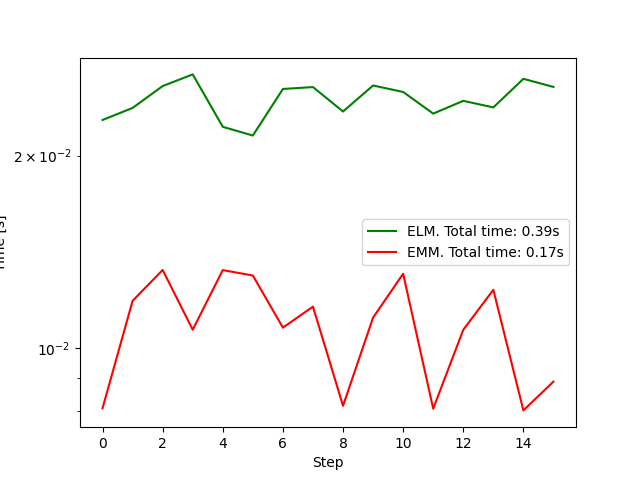 2 × 10⁻²
10⁻²
Time [s]
ELM. Total time: 0.39s
EMM. Total time: 0.17s
0 2 4 6 8 10 12 14
Step